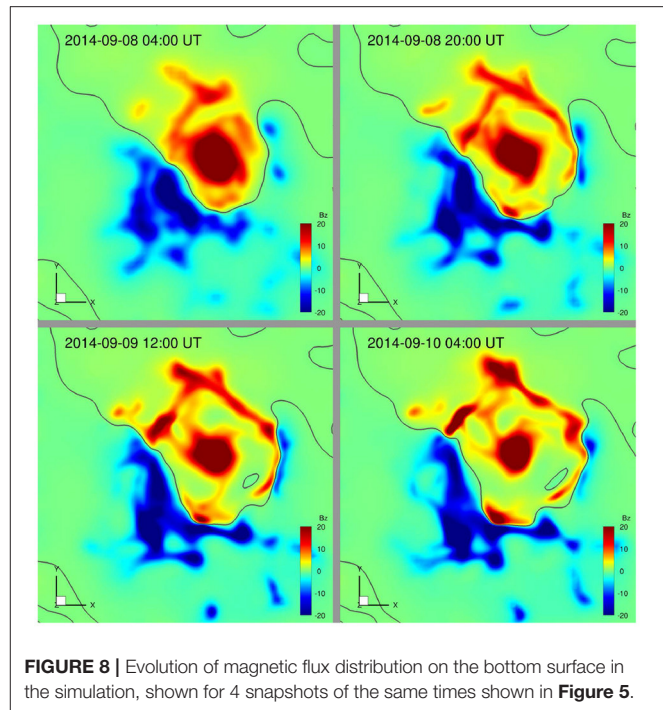 2014-09-08 04:00 UT
Bz
20
10
0
-10
-20
Y
Z
X
2014-09-08 20:00 UT
Bz
20
10
0
-10
-20
Y
Z
X
2014-09-09 12:00 UT
Bz
20
10
0
-10
-20
Y
Z
X
2014-09-10 04:00 UT
Bz
20
10
0
-10
-20
Y
Z
X
FIGURE 8 | Evolution of magnetic flux distribution on the bottom surface in
the simulation, shown for 4 snapshots of the same times shown in Figure 5.